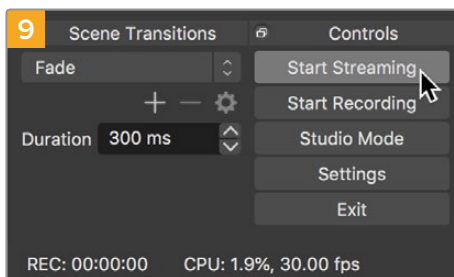 9
Scene Transitions
Controls
Fade
Start Streaming
Start Recording
Duration 300 ms
Studio Mode
Settings
Exit
REC: 00:00:00 CPU: 1.9%, 30.00 fps